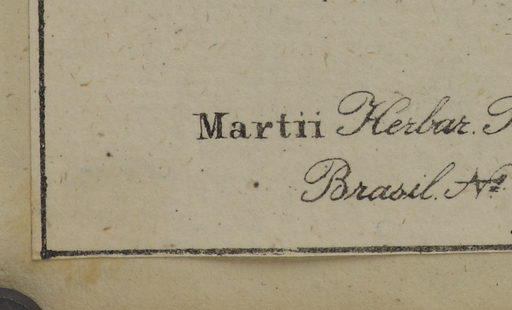 Martii Herbar.
Brasil. No